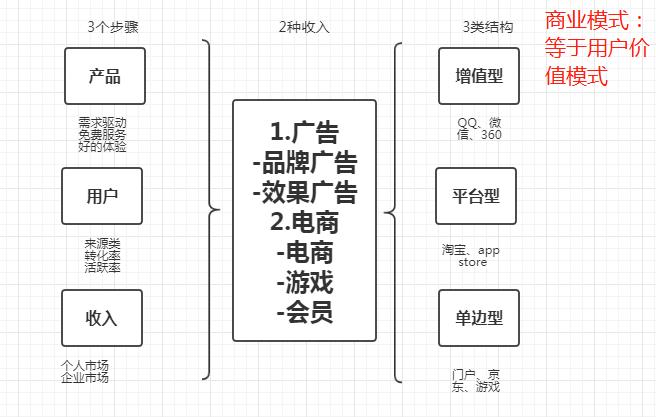 3个步骤
2种收入
3类结构
商业模式：
等于用户价
值模式
产品
需求驱动
免费服务
好的体验
用户
来源类
转化率
活跃率
收入
个人市场
企业市场
1.广告
-品牌广告
-效果广告
2.电商
-电商
-游戏
-会员
增值型
QQ、微
信、360
平台型
淘宝、app
store
单边型
门户、京
东、游戏